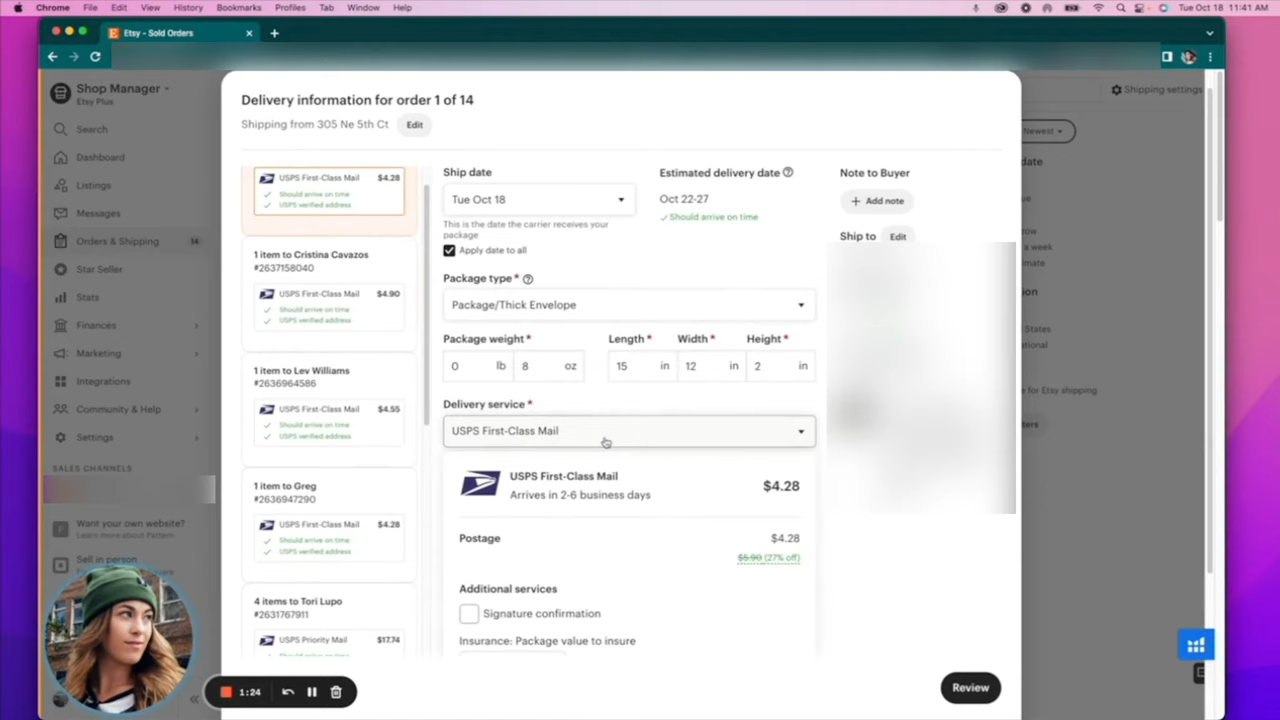 Chrome File Edit View History Bookmarks Profiles Tab Window Help
Tue Oct 18 11:41 AM
Etsy - Sold Orders
Shop Manager
Etsy Plus
Search
Dashboard
Listings
Messages
Orders & Shipping 14
Star Seller
Stats
Finances
Marketing
Integrations
Community & Help
Settings
SALES CHANNELS
Want your own website?
Learn more about Pattern
Sell in person
1:24
Delivery information for order 1 of 14
Shipping from 305 Ne 5th Ct Edit
USPS First-Class Mail $4.28
Should arrive on time
USPS verified address
1 item to Cristina Cavazos
#2637158040
USPS First-Class Mail $4.90
Should arrive on time
USPS verified address
1 item to Lev Williams
#2636964586
USPS First-Class Mail $4.55
Should arrive on time
USPS verified address
1 item to Greg
#2636947290
USPS First-Class Mail $4.28
Should arrive on time
USPS verified address
4 items to Tori Lupo
#2631767911
USPS Priority Mail $17.74
Ship date
Tue Oct 18
This is the date the carrier receives your
package
Apply date to all
Estimated delivery date
Oct 22-27
Should arrive on time
Package type *
Package/Thick Envelope
Package weight * Length * Width * Height *
0 lb 8 oz 15 in 12 in 2 in
Delivery service *
USPS First-Class Mail
USPS First-Class Mail
Arrives in 2-6 business days
$4.28
Postage $4.28
$5.90 (27% off)
Additional services
Signature confirmation
Insurance: Package value to insure
Note to Buyer
+ Add note
Ship to Edit
Review
Shipping settings
Newest
date
a week
States
for Etsy shipping